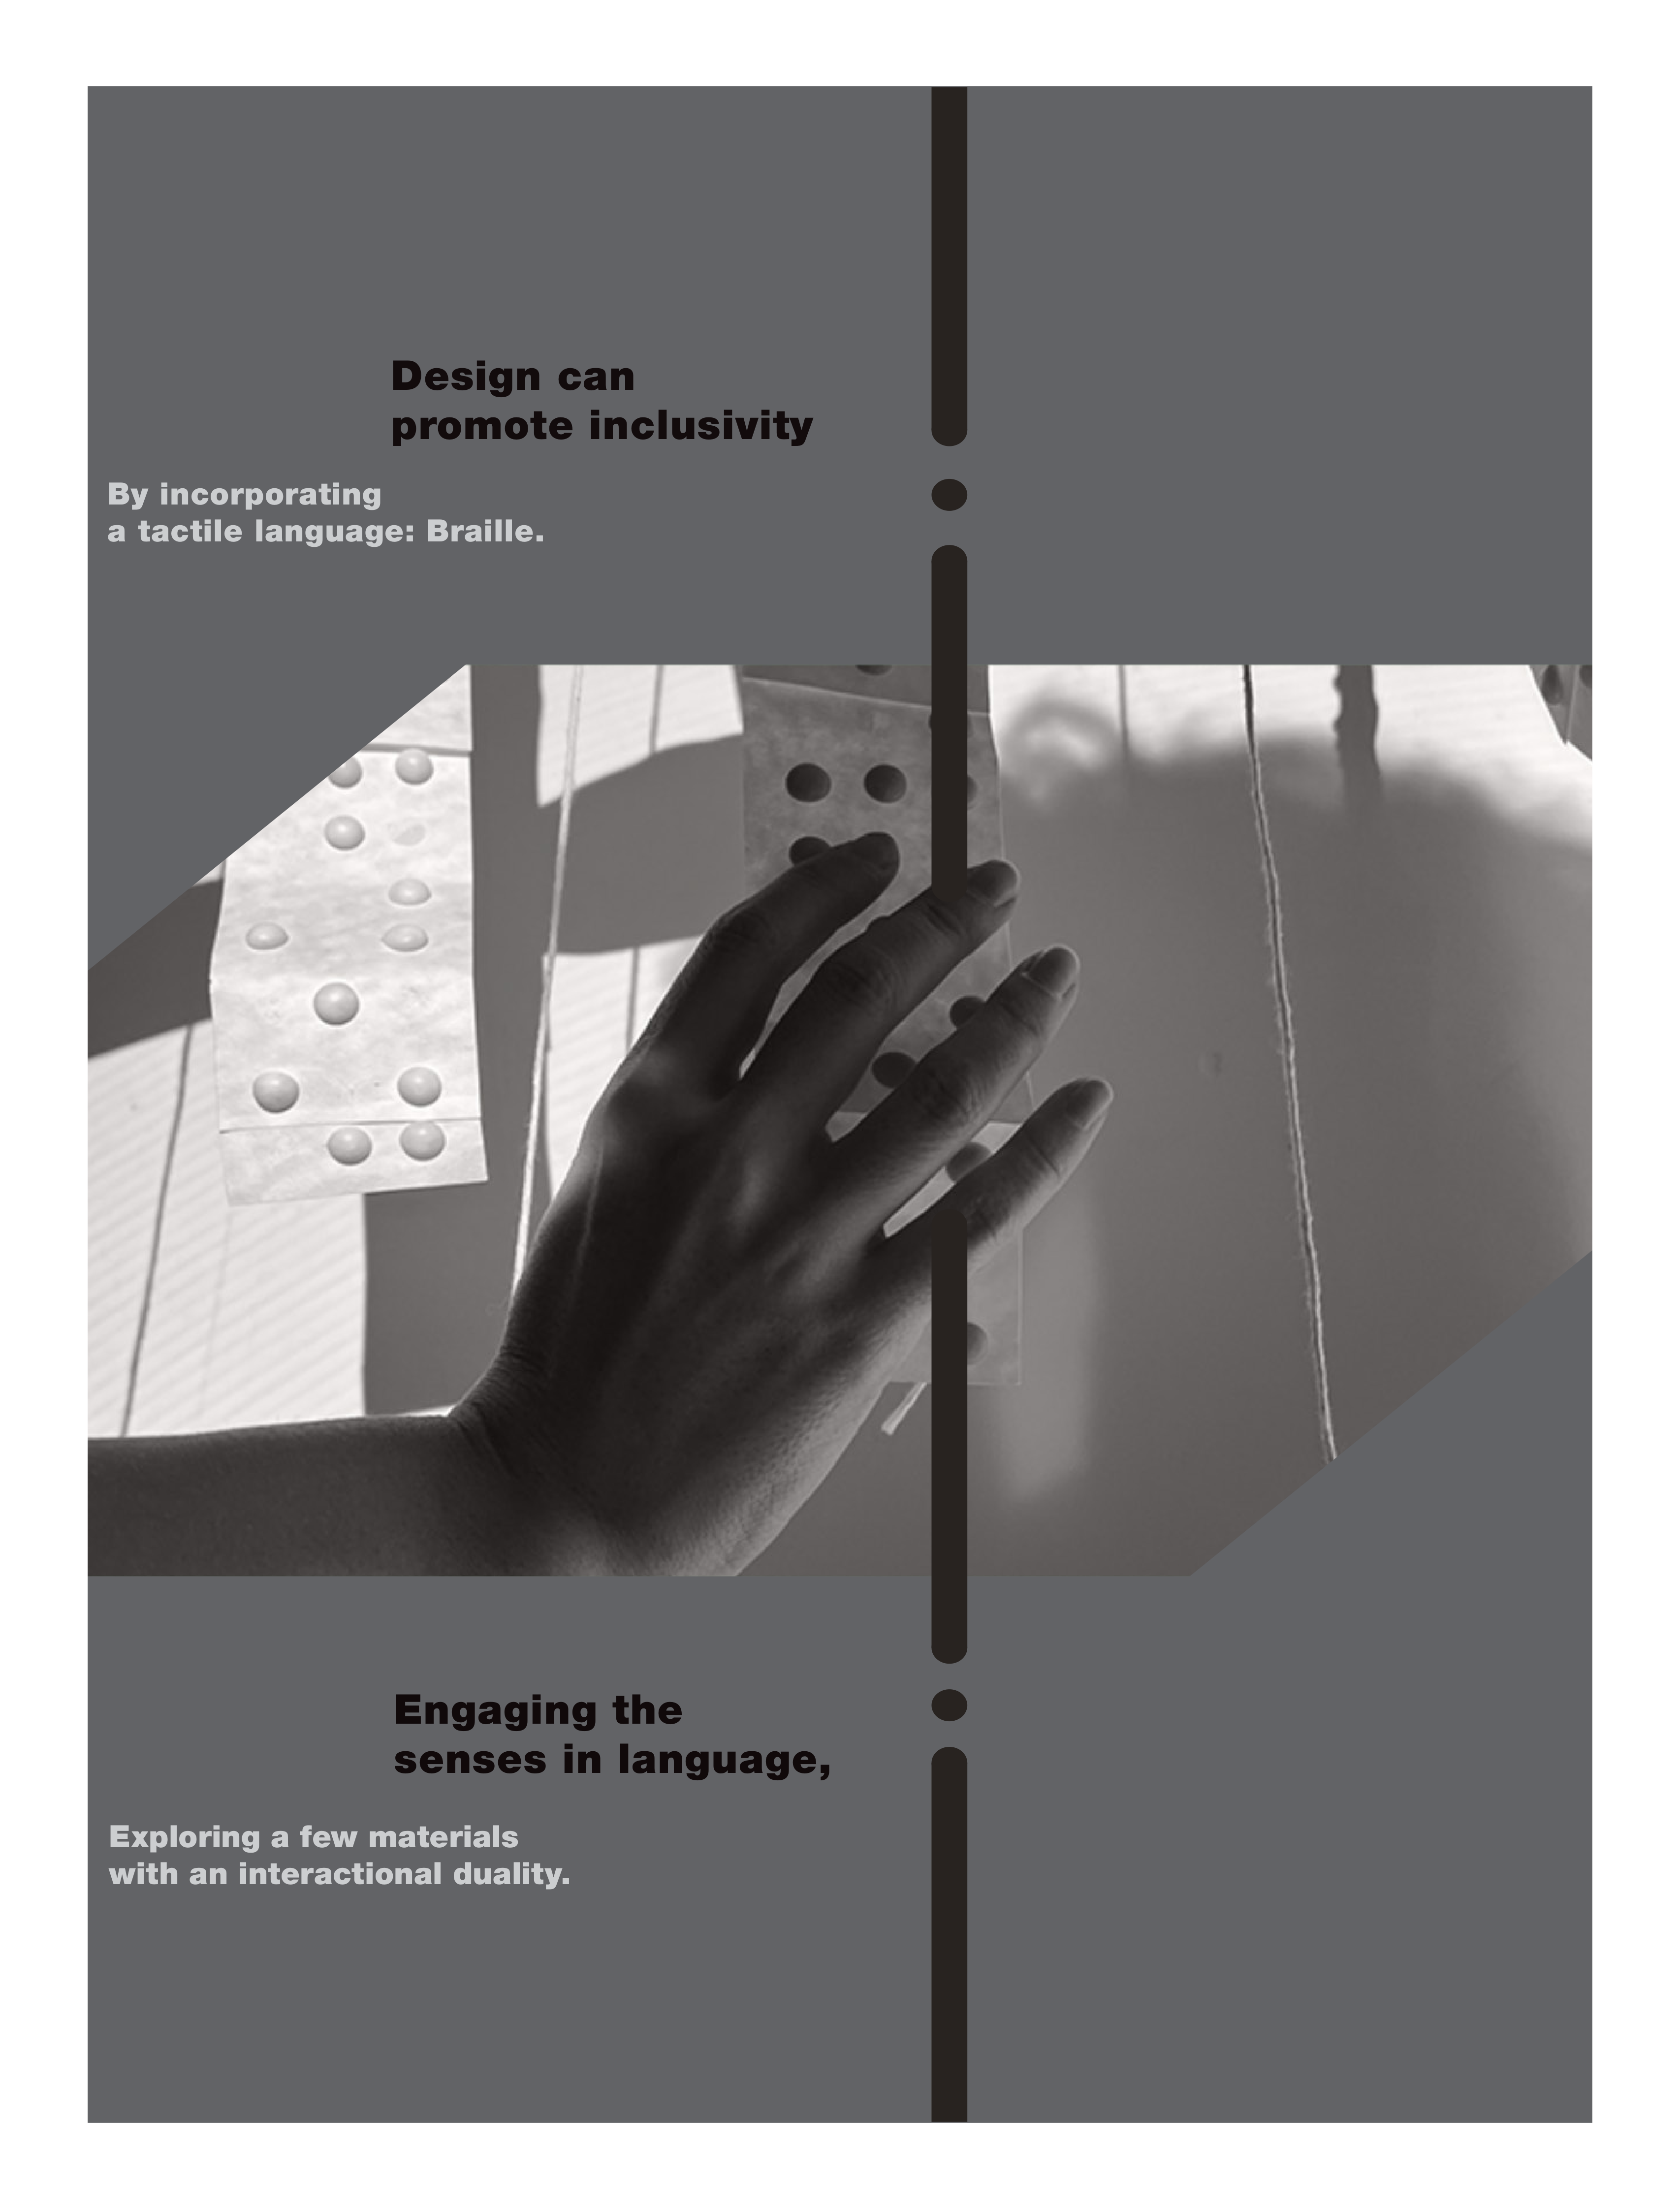 Design can
promote inclusivity
By incorporating
a tactile language: Braille.
Engaging the
senses in language,
Exploring a few materials
with an interactional duality.